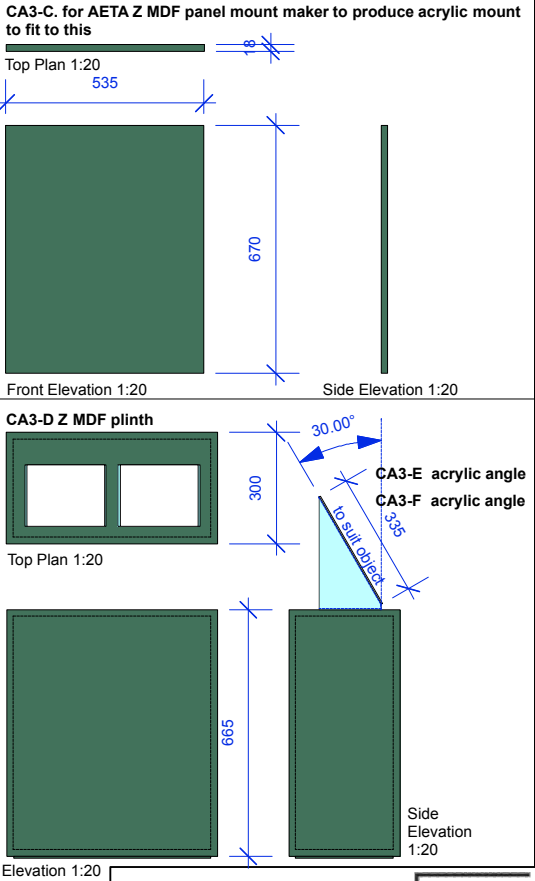 CA3-C. for AETA Z MDF panel mount maker to produce acrylic mount
to fit to this
18
Top Plan 1:20
535
670
Front Elevation 1:20
Side Elevation 1:20
CA3-D Z MDF plinth
30.00°
CA3-E acrylic angle
CA3-F acrylic angle
300
335
to suit object
Top Plan 1:20
665
Side
Elevation
1:20
Elevation 1:20